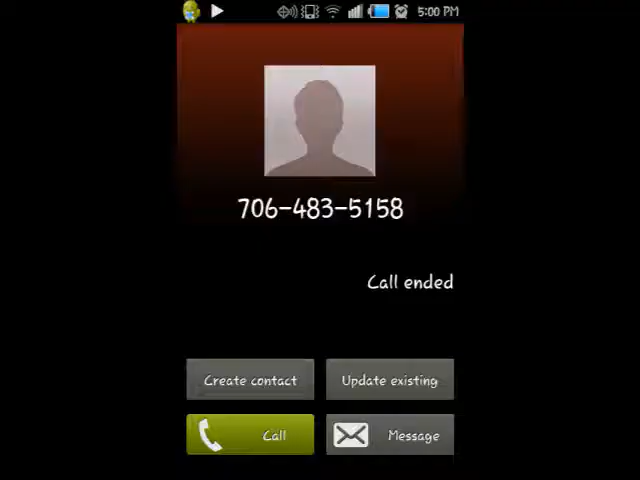 5:00 PM
706-483-5158
Call ended
Create contact
Update existing
Call
Message